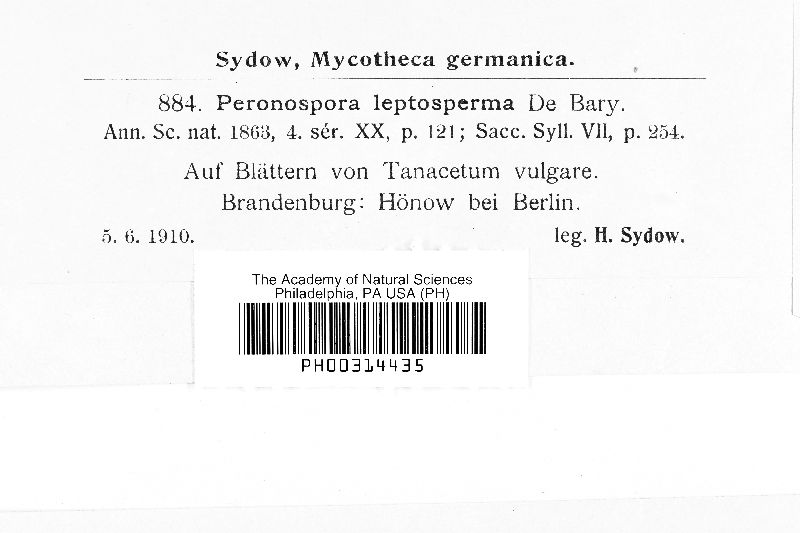 Sydow, Mycotheca germanica.
884. Peronospora leptosperma De Bary.
Ann. Sc. nat. 1863, 4. sér. XX, p. 121; Sacc. Syll. VII, p. 254.
Auf Blättern von Tanacetum vulgare.
Brandenburg: Hönow bei Berlin.
5. 6. 1910. leg. H. Sydow.
The Academy of Natural Sciences
Philadelphia, PA USA (PH)
PH00314435